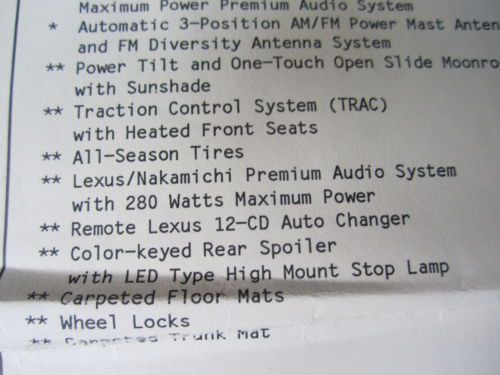 Maximum Power Premium Audio System
* Automatic 3-Position AM/FM Power Mast Anten
and FM Diversity Antenna System
** Power Tilt and One-Touch Open Slide Moonro
with Sunshade
** Traction Control System (TRAC)
with Heated Front Seats
** All-Season Tires
** Lexus/Nakamichi Premium Audio System
with 280 Watts Maximum Power
** Remote Lexus 12-CD Auto Changer
** Color-keyed Rear Spoiler
with LED Type High Mount Stop Lamp
** Carpeted Floor Mats
** Wheel Locks
** Carpeted Trunk Mat